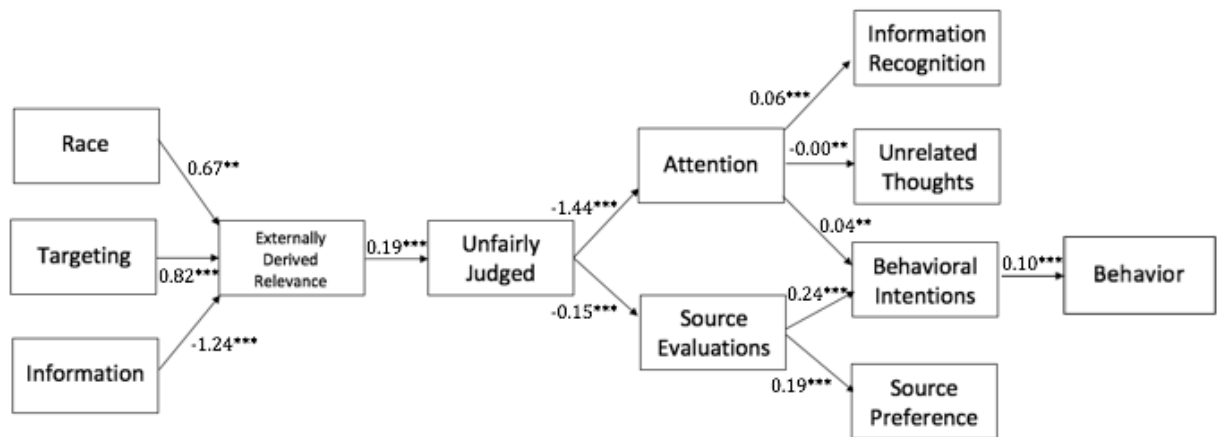 Race
Targeting
Information
0.67**
0.82***
-1.24***
Externally
Derived
Relevance
0.19***
Unfairly
Judged
-1.44***
-0.15***
Attention
Source
Evaluations
0.06***
-0.00**
0.04**
0.24***
0.19***
Information
Recognition
Unrelated
Thoughts
Behavioral
Intentions
Source
Preference
0.10***
Behavior